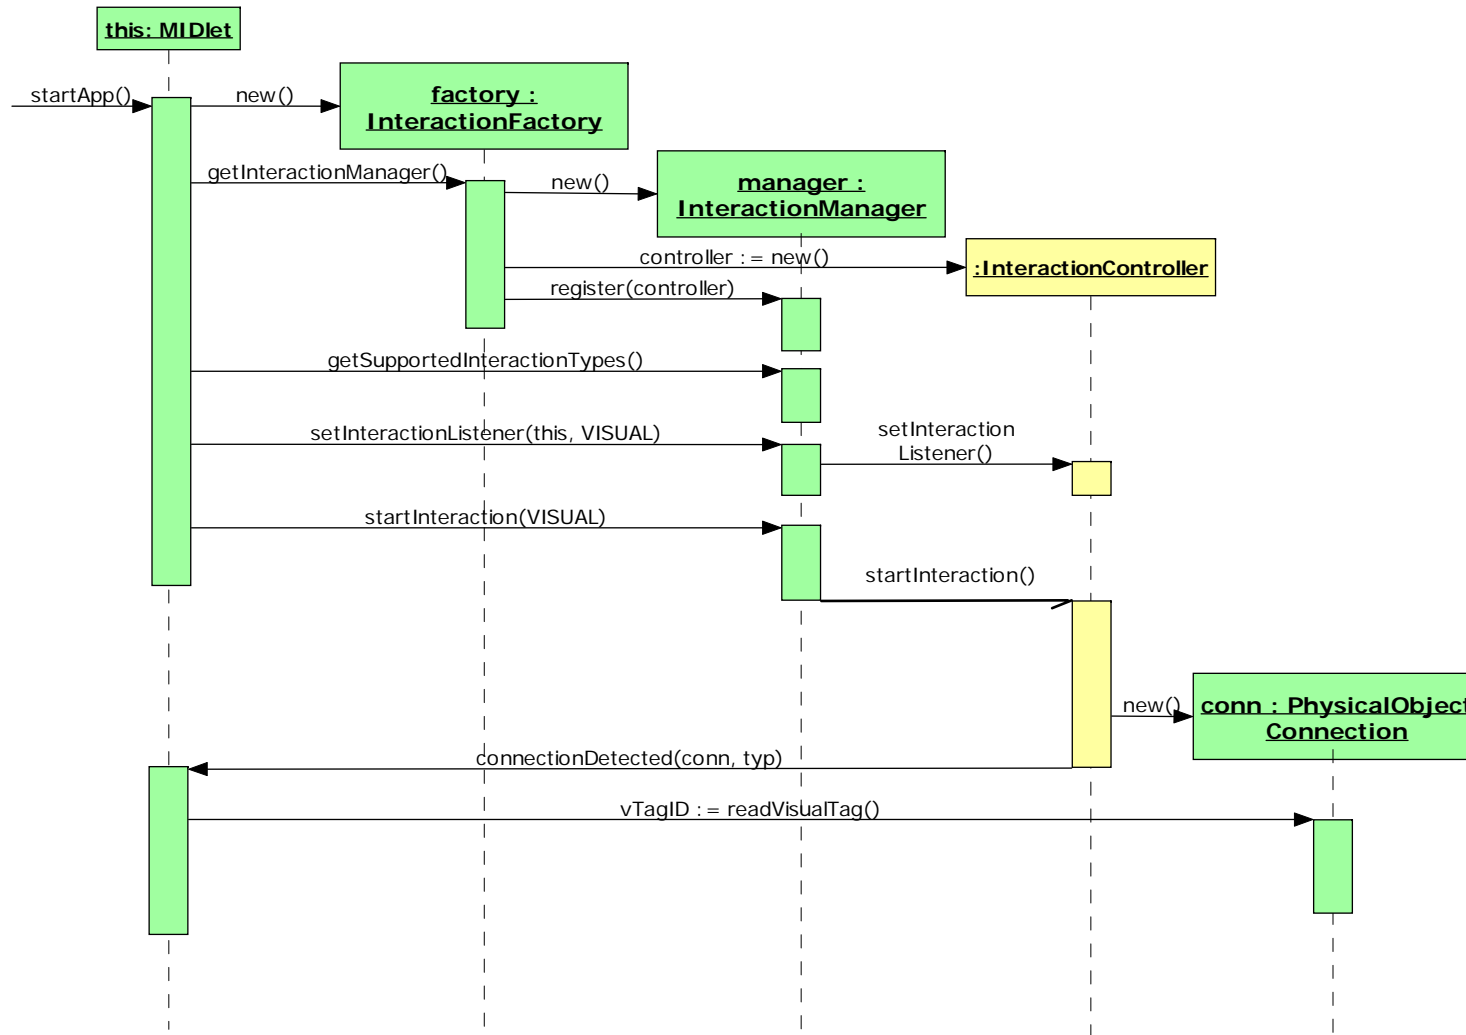 this: MIDlet
startApp()
new()
factory :
InteractionFactory
getInteractionManager()
new()
manager :
InteractionManager
controller := new()
:InteractionController
register(controller)
getSupportedInteractionTypes()
setInteractionListener(this, VISUAL)
setInteraction
Listener()
startInteraction(VISUAL)
startInteraction()
new()
conn : PhysicalObject
Connection
connectionDetected(conn, typ)
vTagID := readVisualTag()